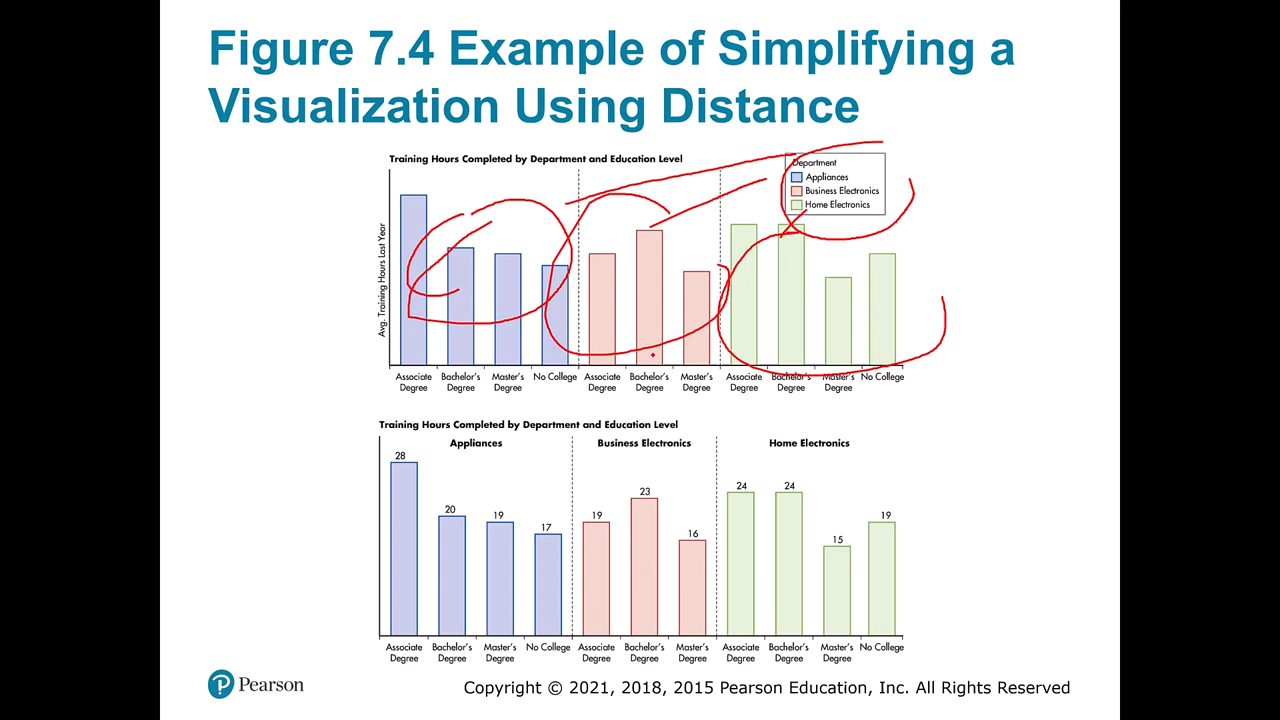 Figure 7.4 Example of Simplifying a
Visualization Using Distance
Training Hours Completed by Department and Education Level
Department
Appliances
Business Electronics
Home Electronics
Avg. Training Hours Last Year
Associate Degree Bachelor's Degree Master's Degree No College Associate Degree Bachelor's Degree Master's Degree Associate Degree Bachelor's Degree Master's Degree No College
Training Hours Completed by Department and Education Level
Appliances Business Electronics Home Electronics
28 20 19 17 19 23 16 24 24 15 19
Associate Degree Bachelor's Degree Master's Degree No College Associate Degree Bachelor's Degree Master's Degree Associate Degree Bachelor's Degree Master's Degree No College
P Pearson
Copyright © 2021, 2018, 2015 Pearson Education, Inc. All Rights Reserved